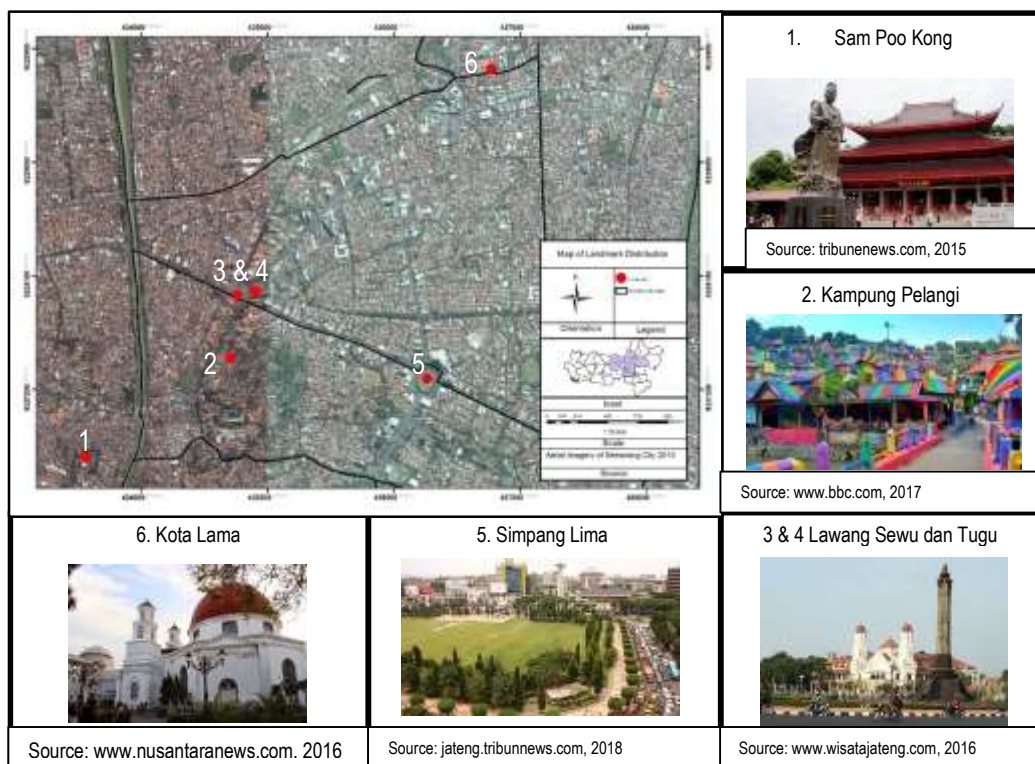 6
3 & 4
2
5
1
Map of Landmark Distribution
Orientation
Legend
Inset
Scale
Aerial Imagery of Semarang City 2013
Source
1. Sam Poo Kong
Source: tribunenews.com, 2015
2. Kampung Pelangi
Source: www.bbc.com, 2017
6. Kota Lama
5. Simpang Lima
3 & 4 Lawang Sewu dan Tugu
Source: www.nusantaranews.com. 2016
Source: jateng.tribunnews.com, 2018
Source: www.wisatajateng.com, 2016